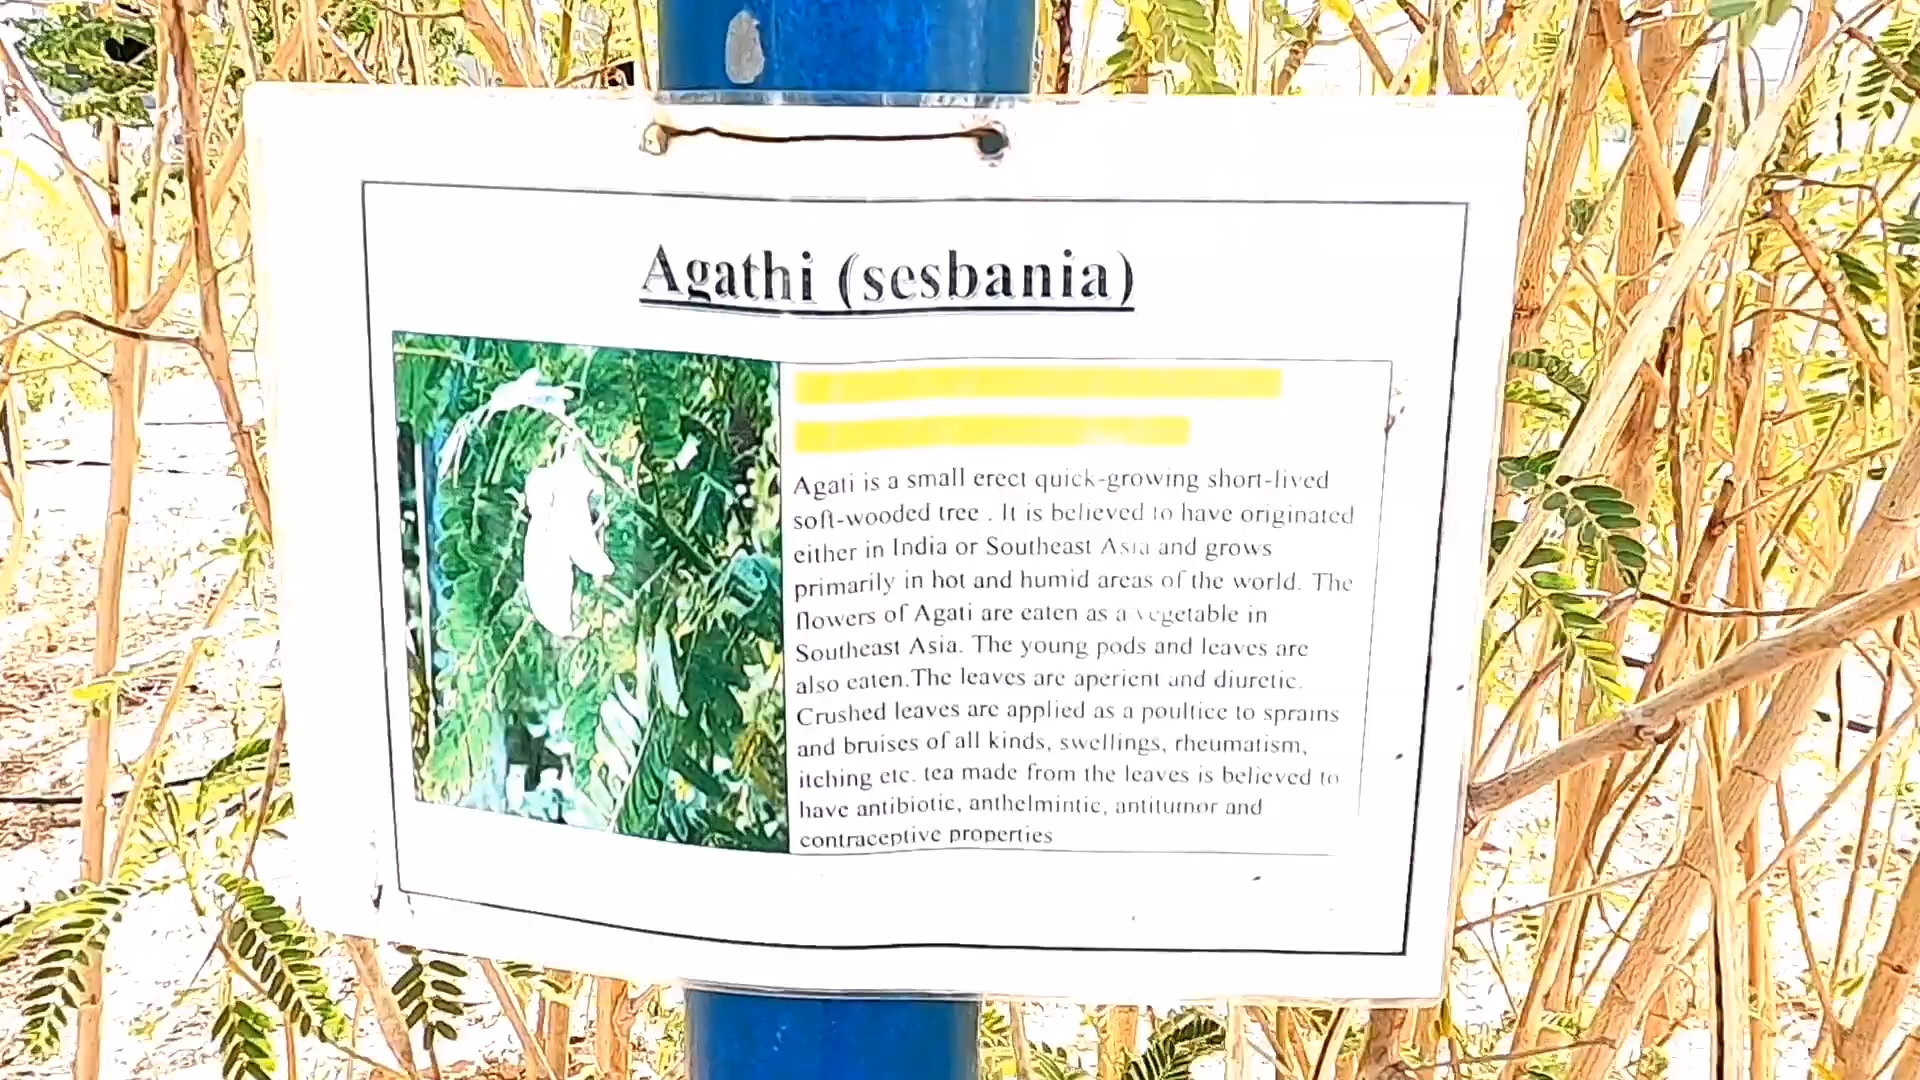 Agathi (sesbania)
Agati is a small erect quick-growing short-lived
soft-wooded tree . It is believed to have originated
either in India or Southeast Asia and grows
primarily in hot and humid areas of the world. The
flowers of Agati are eaten as a vegetable in
Southeast Asia. The young pods and leaves are
also eaten.The leaves are aperient and diuretic.
Crushed leaves are applied as a poultice to sprains
and bruises of all kinds, swellings, rheumatism,
itching etc. tea made from the leaves is believed to
have antibiotic, anthelmintic, antitumor and
contraceptive properties